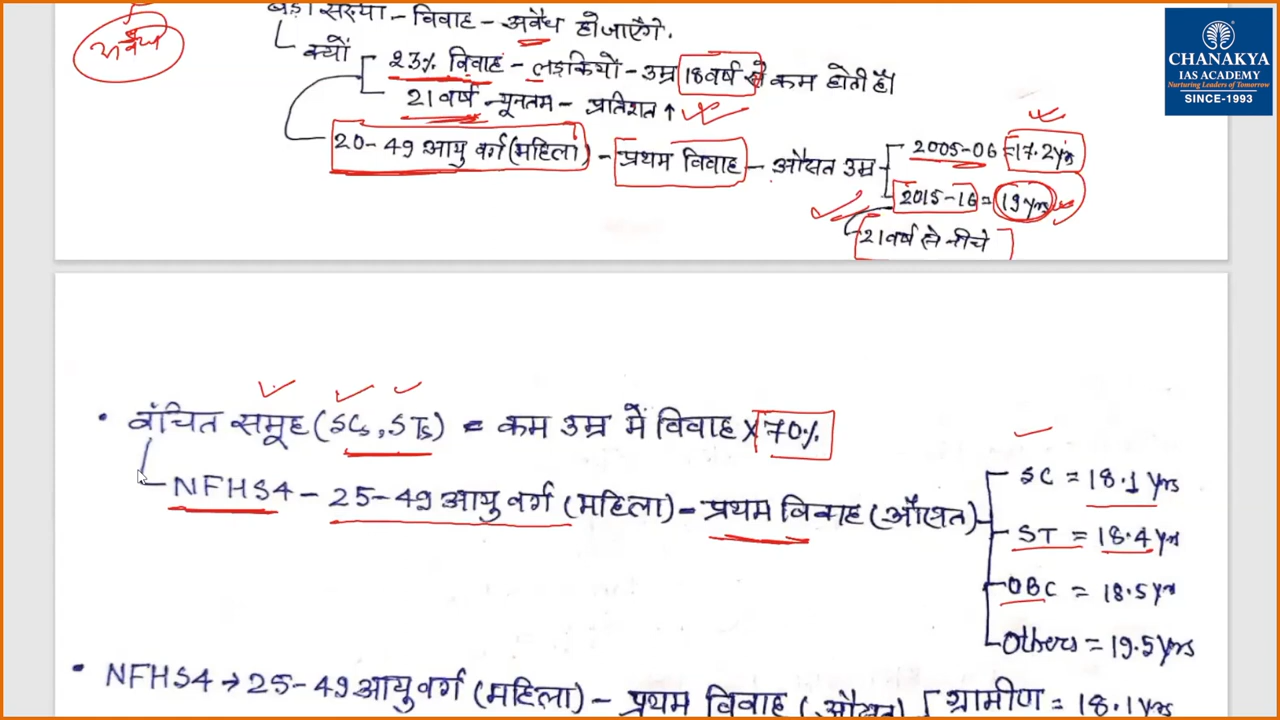 बड़ी संख्या - विवाह - अवैध हो जाएँगे.
अवैध
क्यों
23% विवाह - लड़कियों - उम्र 18 वर्ष से कम होती है।
21 वर्ष न्यूनतम - प्रतिशत ↑
20-49 आयु वर्ग (महिला) - प्रथम विवाह - औसत उम्र
2005-06 = 17.2 yrs
2015-16 = 19 yrs
21 वर्ष से नीचे
CHANAKYA
IAS ACADEMY
Nurturing Leaders of Tomorrow
SINCE-1993
• वंचित समूह (SCs, STs) = कम उम्र में विवाह × 70%
NFHS4 - 25-49 आयु वर्ग (महिला) - प्रथम विवाह (औसत)
SC = 18.1 yrs
ST = 18.4 yrs
OBC = 18.5 yr
Others = 19.5 yrs
• NFHS4 → 25-49 आयु वर्ग (महिला) - प्रथम विवाह (औसत)
ग्रामीण = 18.1 yrs